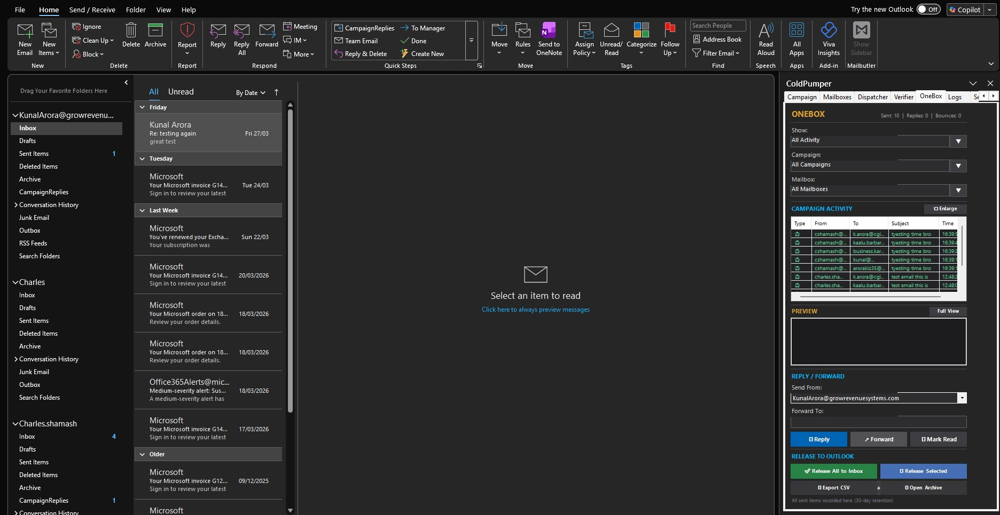 File Home Send / Receive Folder View Help
Try the new Outlook Off Copilot
New Email
New Items
New
Ignore
Clean Up
Block
Delete
Archive
Delete
Report
Report
Reply
Reply All
Forward
Meeting
IM
More
Respond
CampaignReplies
To Manager
Team Email
Done
Reply & Delete
Create New
Quick Steps
Move
Rules
Send to OneNote
Move
Assign Policy
Unread/ Read
Categorize
Follow Up
Tags
Search People
Address Book
Filter Email
Find
Read Aloud
Speech
All Apps
Apps
Viva Insights
Add-in
Show Sidebar
Mailbutler
Drag Your Favorite Folders Here
KunalArora@growrevenu...
Inbox
Drafts
Sent Items 1
Deleted Items
Archive
CampaignReplies
Conversation History
Junk Email
Outbox
RSS Feeds
Search Folders
Charles
Inbox
Drafts
Sent Items
Deleted Items
Archive
Conversation History
Junk Email
Outbox
Search Folders
Charles.shamash
Inbox 4
Drafts
Sent Items
Deleted Items
Archive
CampaignReplies 1
Conversation History
All Unread By Date
Friday
Kunal Arora
Re: testing again Fri 27/03
great test
Tuesday
Microsoft
Your Microsoft invoice G14... Tue 24/03
Sign in to review your latest
Last Week
Microsoft
You've renewed your Excha... Sun 22/03
Your subscription was
Microsoft
Your Microsoft invoice G14... 20/03/2026
Sign in to review your latest
Microsoft
Your Microsoft order on 18... 18/03/2026
Review your order details.
Microsoft
Your Microsoft order on 18... 18/03/2026
Review your order details.
Office365Alerts@mic...
Medium-severity alert: Sus... 18/03/2026
A medium-severity alert has
Microsoft
Your Microsoft invoice G14... 17/03/2026
Sign in to review your latest
Older
Microsoft
Your Microsoft invoice G12... 09/12/2025
Sign in to review your latest
Microsoft
Select an item to read
Click here to always preview messages
ColdPumper
Campaign Mailboxes Dispatcher Verifier OneBox Logs
ONEBOX Sent: 10 | Replies: 0 | Bounces: 0
Show:
All Activity
Campaign:
All Campaigns
Mailbox:
All Mailboxes
CAMPAIGN ACTIVITY Enlarge
Type From To Subject Time
cshamash@... k.arora@cgi... tyesting time bro 16:39:5
cshamash@... kaalu.barbar... tyesting time bro 16:39:4
cshamash@... business.kar... tyesting time bro 16:39:2
cshamash@... kunal@... tyesting time bro 16:39:1
cshamash@... arorakiz35@... tyesting time bro 16:39:1
charles.sha... k.arora@cgi... test email this is 12:48:2
charles.sha... kaalu.barbar... test email this is 12:48:0
PREVIEW Full View
REPLY / FORWARD
Send From:
KunalArora@growrevenuesystems.com
Forward To:
Reply Forward Mark Read
RELEASE TO OUTLOOK
Release All to Inbox Release Selected
Export CSV Open Archive
All sent items recorded here (30-day retention)